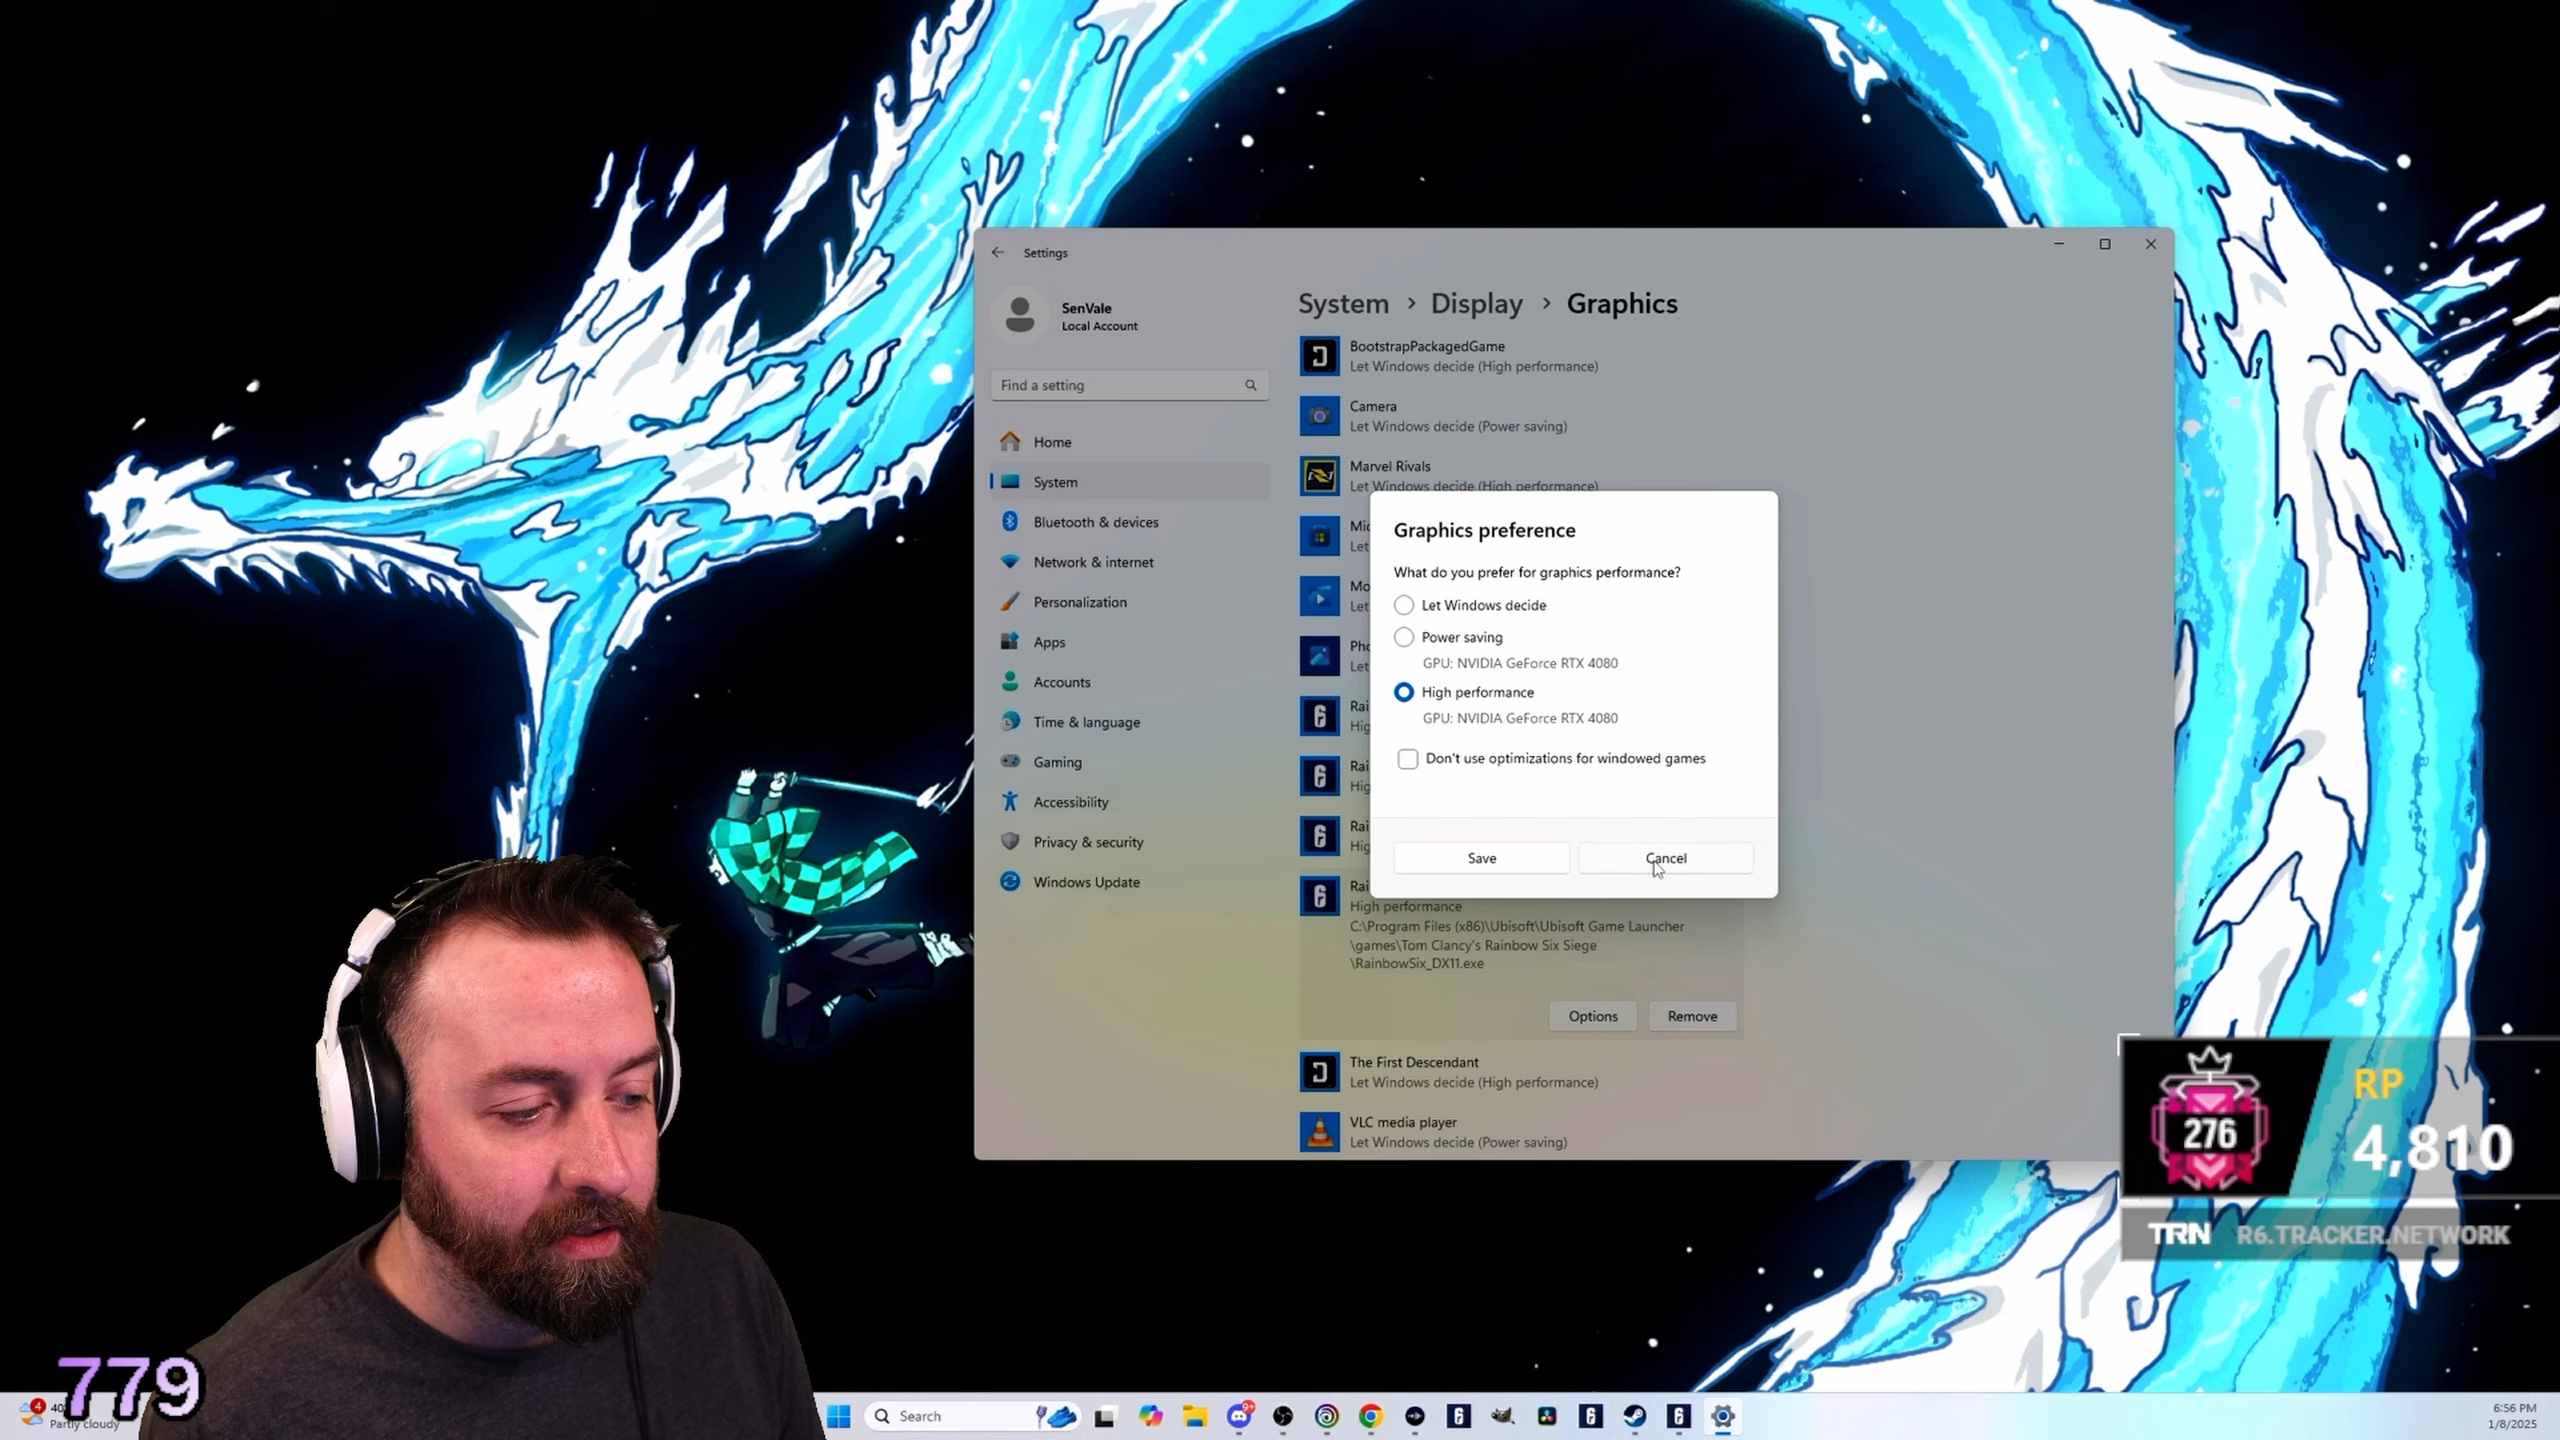 Settings
SenVale
Local Account
Find a setting
Home
System
Bluetooth & devices
Network & internet
Personalization
Apps
Accounts
Time & language
Gaming
Accessibility
Privacy & security
Windows Update
System > Display > Graphics
BootstrapPackagedGame
Let Windows decide (High performance)
Camera
Let Windows decide (Power saving)
Marvel Rivals
Let Windows decide (High performance)
Graphics preference
What do you prefer for graphics performance?
Let Windows decide
Power saving
GPU: NVIDIA GeForce RTX 4080
High performance
GPU: NVIDIA GeForce RTX 4080
Don't use optimizations for windowed games
Save
Cancel
High performance
C:\Program Files (x86)\Ubisoft\Ubisoft Game Launcher
\games\Tom Clancy's Rainbow Six Siege
\RainbowSix_DX11.exe
Options
Remove
The First Descendant
Let Windows decide (High performance)
VLC media player
Let Windows decide (Power saving)
276
RP
4,810
TRN R6.TRACKER.NETWORK
779
4
Partly cloudy
Search
9+
6:56 PM
1/8/2025